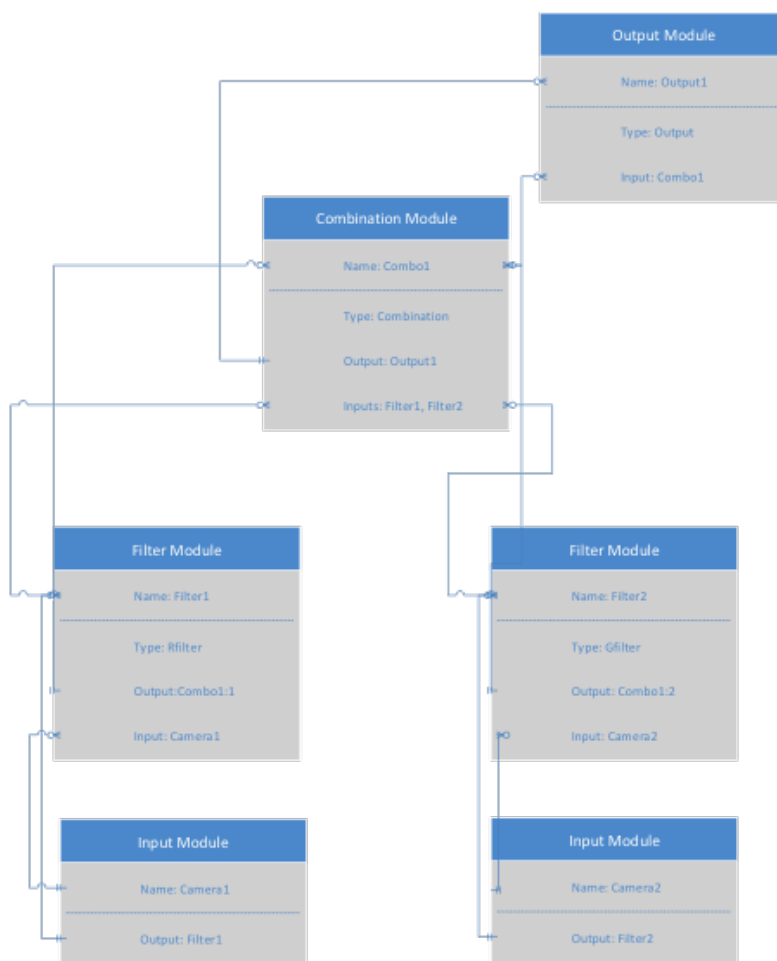 Output Module
Name: Output1
Type: Output
Input: Combo1
Combination Module
Name: Combo1
Type: Combination
Output: Output1
Inputs: Filter1, Filter2
Filter Module
Name: Filter1
Type: Rfilter
Output:Combo1:1
Input: Camera1
Filter Module
Name: Filter2
Type: Gfilter
Output: Combo1:2
Input: Camera2
Input Module
Name: Camera1
Output: Filter1
Input Module
Name: Camera2
Output: Filter2